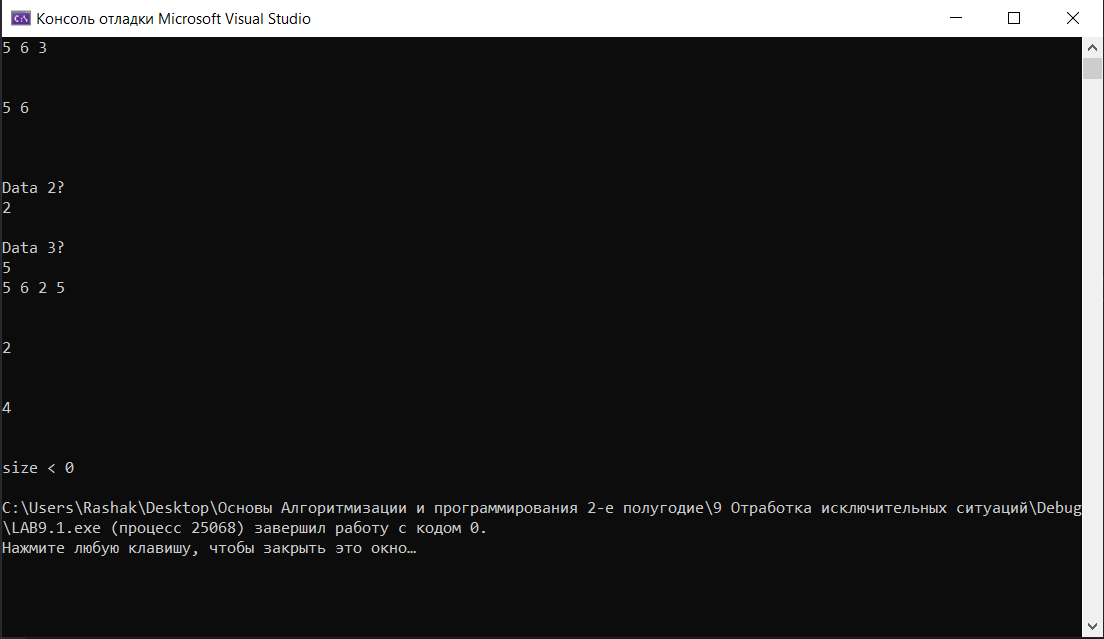 Консоль отладки Microsoft Visual Studio
5 6 3
5 6
Data 2?
2
Data 3?
5
5 6 2 5
2
4
size < 0
C:\Users\Rashak\Desktop\Основы Алгоритмизации и программирования 2-е полугодие\9 Отработка исключительных ситуаций\Debug
\LAB9.1.exe (процесс 25068) завершил работу с кодом 0.
Нажмите любую клавишу, чтобы закрыть это окно…